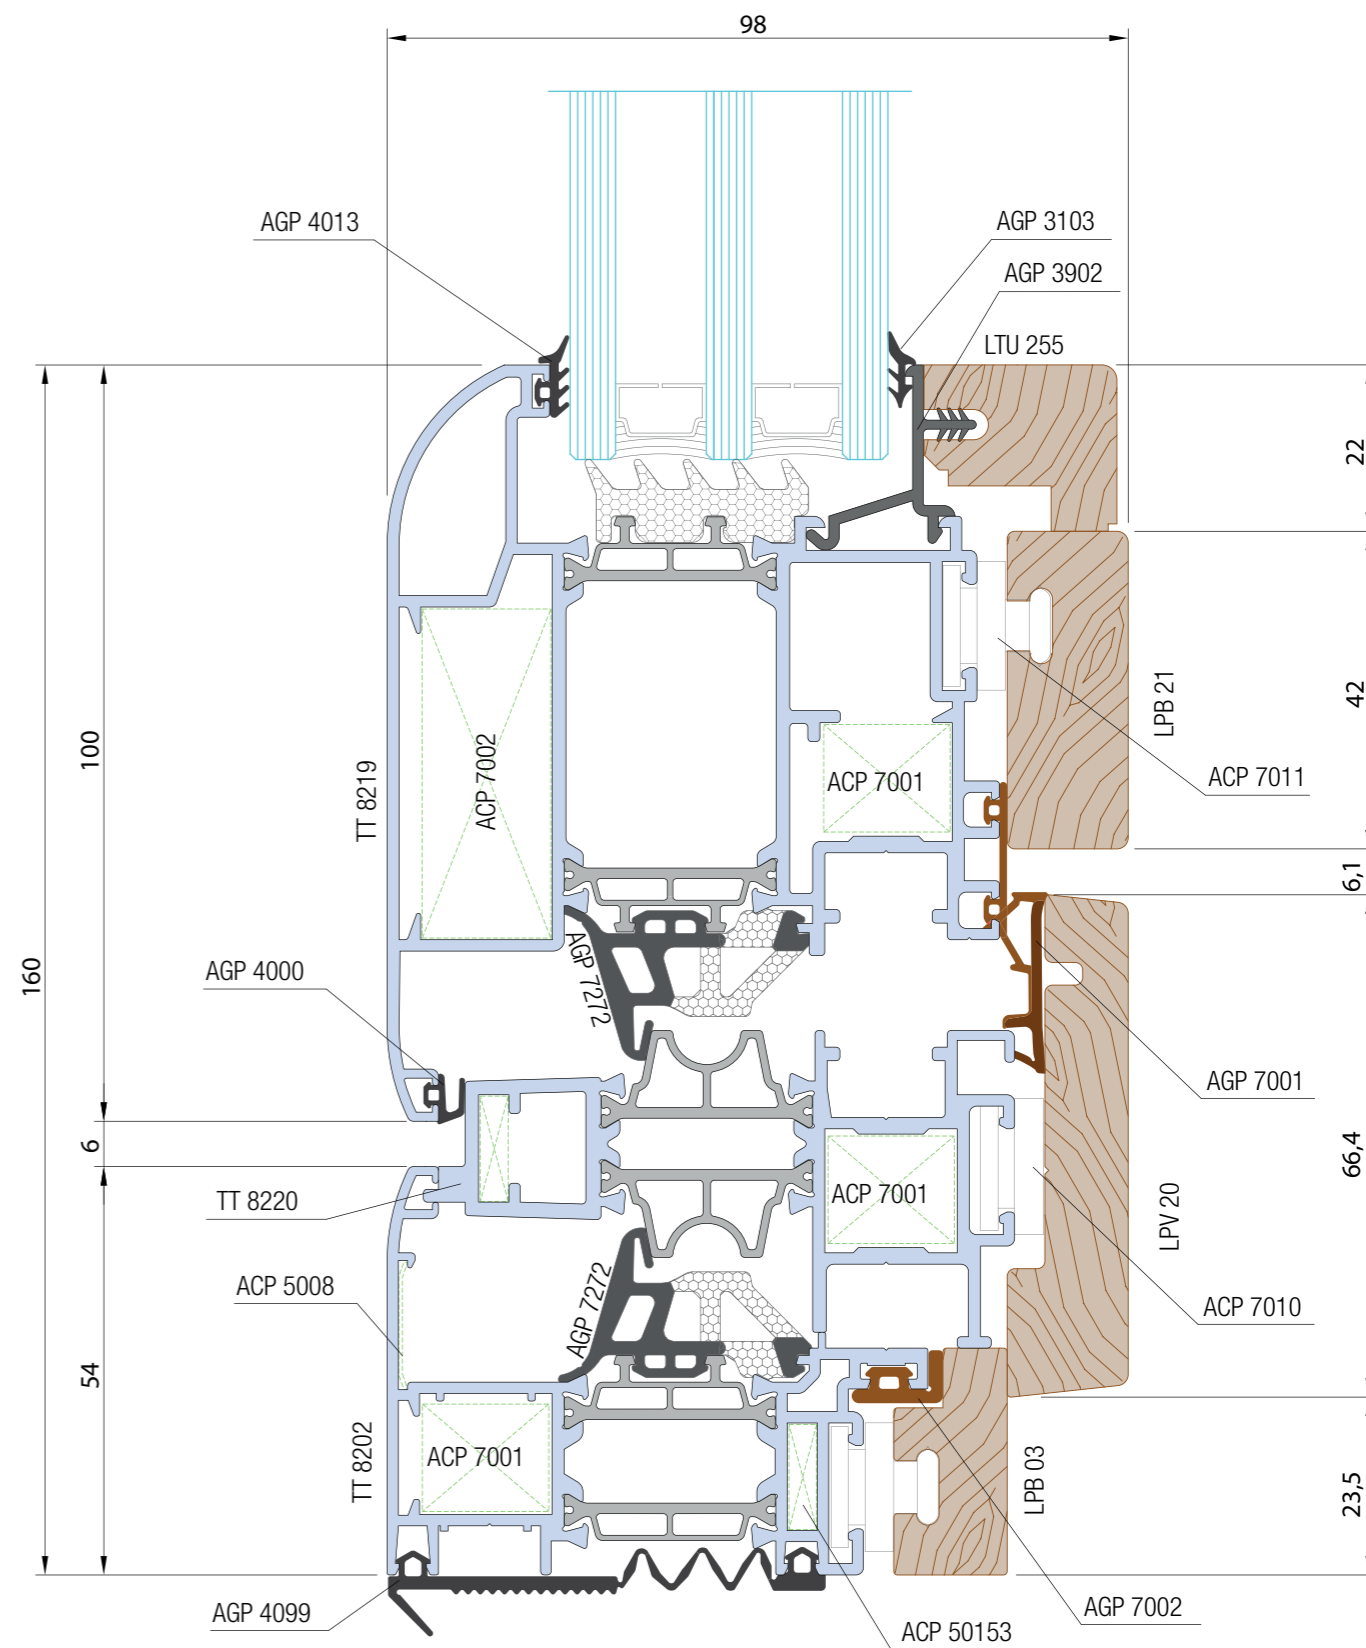 98
AGP 4013
AGP 3103
AGP 3902
LTU 255
22
42
LPB 21
100
TT 8219
ACP 7002
ACP 7001
ACP 7011
6,1
160
AGP 4000
AGP 7272
AGP 7001
6
66,4
TT 8220
ACP 7001
LPV 20
ACP 5008
AGP 7272
ACP 7010
54
TT 8202
ACP 7001
LPB 03
23,5
AGP 4099
AGP 7002
ACP 50153